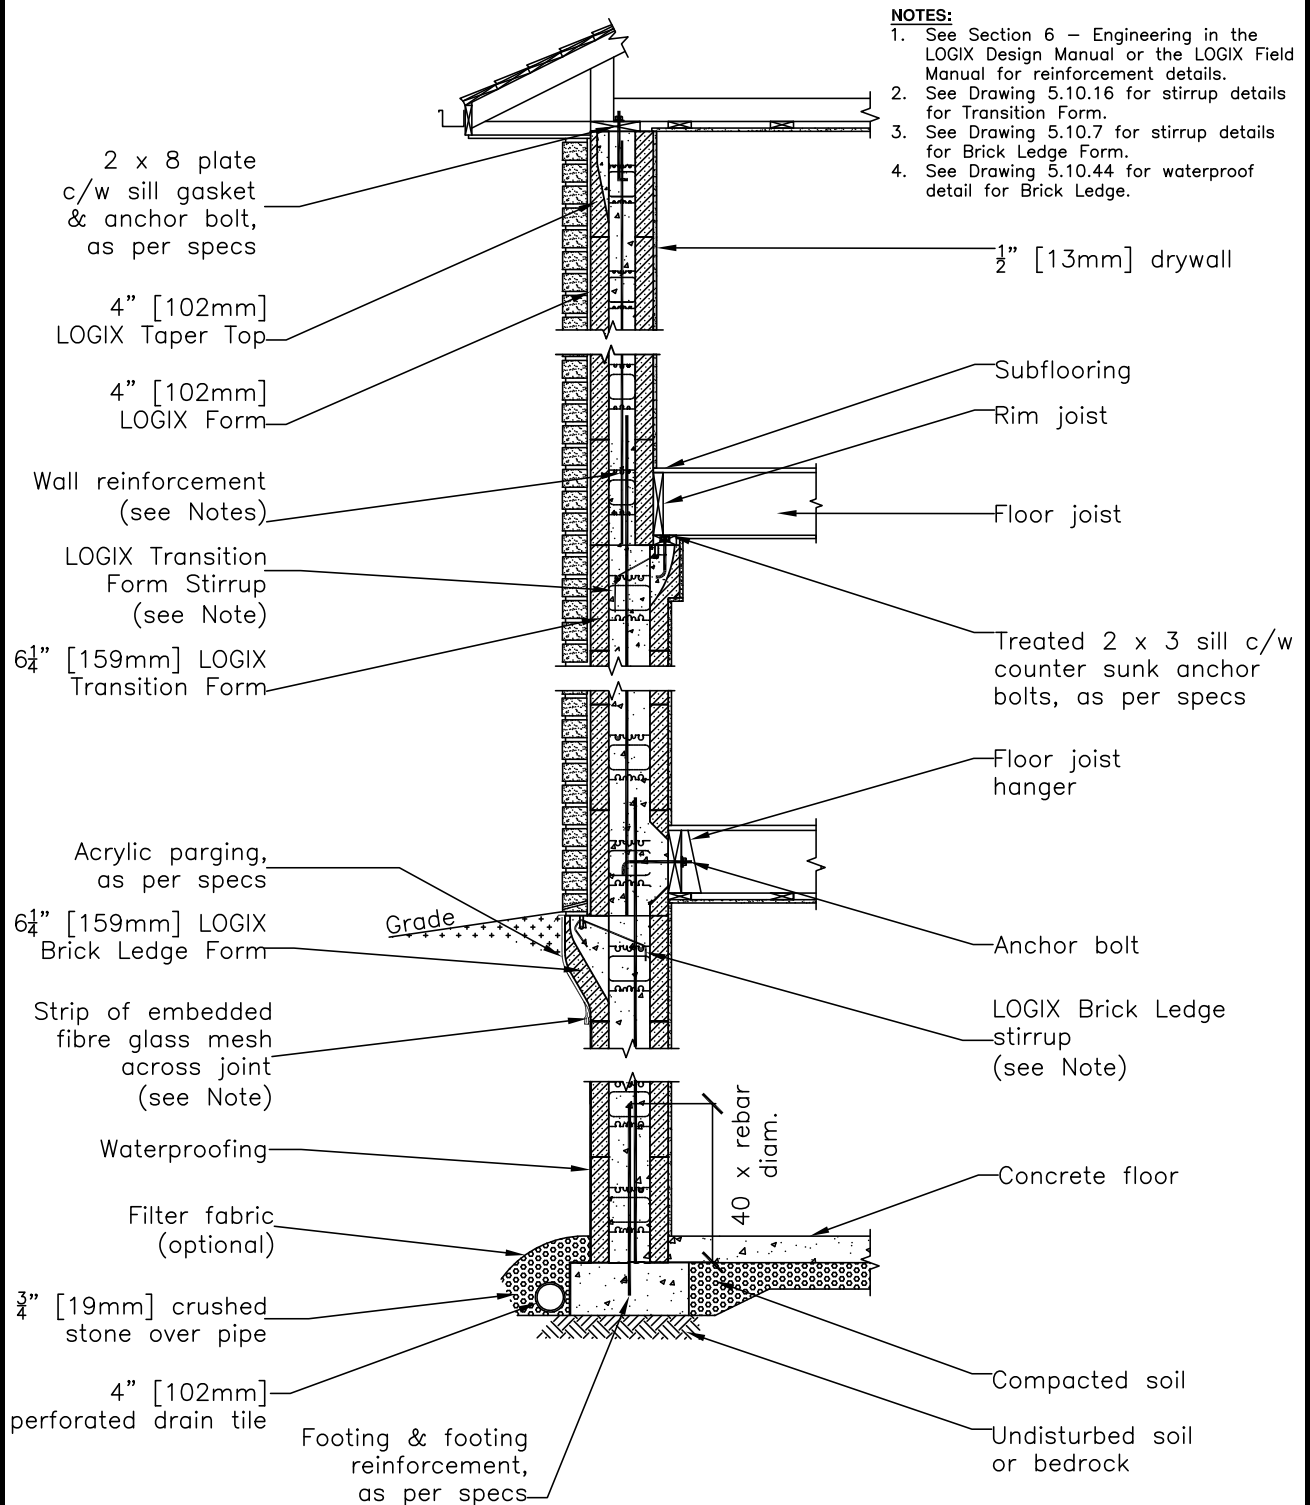 NOTES:
1. See Section 6 – Engineering in the
LOGIX Design Manual or the LOGIX Field
Manual for reinforcement details.
2. See Drawing 5.10.16 for stirrup details
for Transition Form.
3. See Drawing 5.10.7 for stirrup details
for Brick Ledge Form.
4. See Drawing 5.10.44 for waterproof
detail for Brick Ledge.
2 x 8 plate
c/w sill gasket
& anchor bolt,
as per specs
4" [102mm]
LOGIX Taper Top
4" [102mm]
LOGIX Form
Wall reinforcement
(see Notes)
LOGIX Transition
Form Stirrup
(see Note)
6¼" [159mm] LOGIX
Transition Form
Acrylic parging,
as per specs
Grade
6¼" [159mm] LOGIX
Brick Ledge Form
Strip of embedded
fibre glass mesh
across joint
(see Note)
Waterproofing
Filter fabric
(optional)
¾" [19mm] crushed
stone over pipe
4" [102mm]
perforated drain tile
Footing & footing
reinforcement,
as per specs
½" [13mm] drywall
Subflooring
Rim joist
Floor joist
Treated 2 x 3 sill c/w
counter sunk anchor
bolts, as per specs
Floor joist
hanger
Anchor bolt
LOGIX Brick Ledge
stirrup
(see Note)
40 x rebar
diam.
Concrete floor
Compacted soil
Undisturbed soil
or bedrock